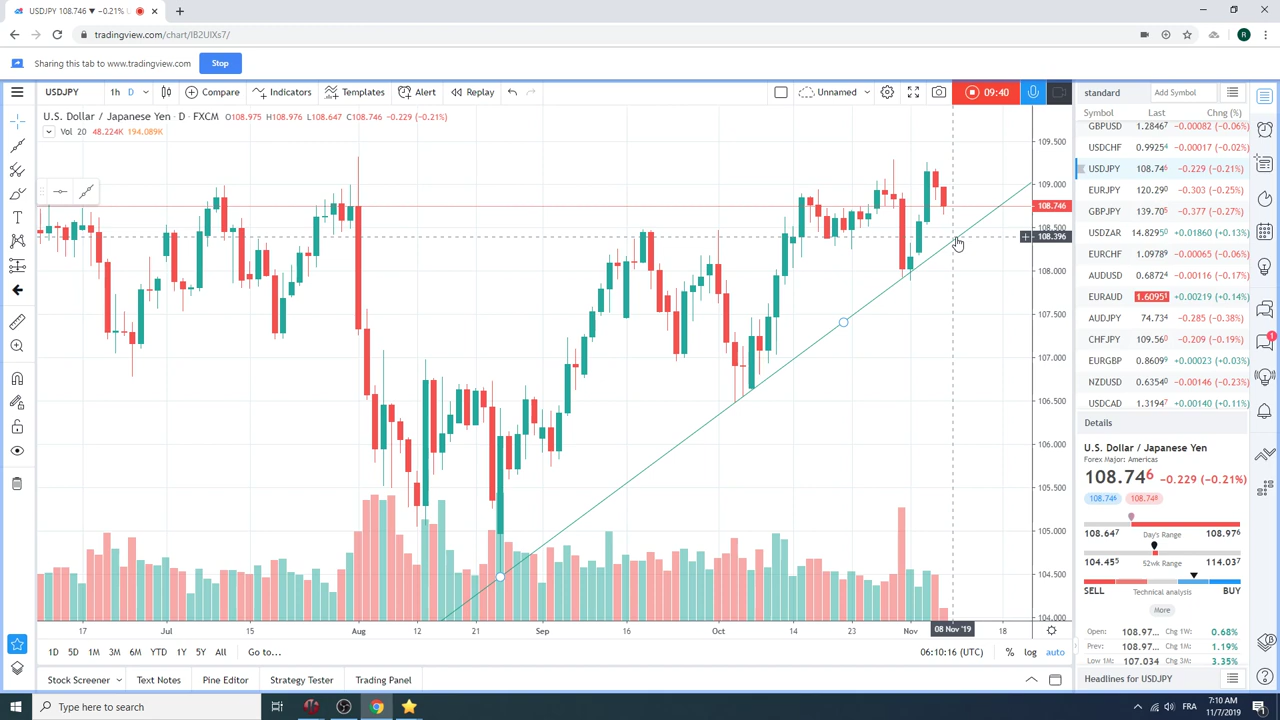 USDJPY 108.746 ▼ −0.21% U
tradingview.com/chart/IB2UIXs7/
R
Sharing this tab to www.tradingview.com Stop
USDJPY 1h D Compare Indicators Templates Alert Replay Unnamed 09:40
U.S. Dollar / Japanese Yen · D · FXCM O108.975 H108.976 L108.647 C108.746 −0.229 (−0.21%)
Vol 20 48.224K 194.089K
109.500
109.000
108.746
108.500
108.396
108.000
107.500
107.000
106.500
106.000
105.500
105.000
104.500
104.000
17 Jul 15 Aug 12 21 Sep 16 Oct 14 23 Nov 08 Nov '19 18
1D 5D 1M 3M 6M YTD 1Y 5Y All Go to... 06:10:16 (UTC) % log auto
Stock Screener Text Notes Pine Editor Strategy Tester Trading Panel
standard Add Symbol
Symbol Last Chng (%)
GBPUSD 1.28467 −0.00082 (−0.06%)
USDCHF 0.99254 −0.00017 (−0.02%)
USDJPY 108.746 −0.229 (−0.21%)
EURJPY 120.290 −0.303 (−0.25%)
GBPJPY 139.705 −0.377 (−0.27%)
USDZAR 14.82950 +0.01860 (+0.13%)
EURCHF 1.09789 −0.00065 (−0.06%)
AUDUSD 0.68724 −0.00116 (−0.17%)
EURAUD 1.60951 +0.00219 (+0.14%)
AUDJPY 74.734 −0.285 (−0.38%)
CHFJPY 109.560 −0.209 (−0.19%)
EURGBP 0.86092 +0.00023 (+0.03%)
NZDUSD 0.63540 −0.00146 (−0.23%)
USDCAD 1.31947 +0.00140 (+0.11%)
Details
U.S. Dollar / Japanese Yen
Forex Major: Americas
108.746 −0.229 (−0.21%)
108.746 108.748
108.647 Day's Range 108.976
104.455 52wk Range 114.037
SELL Technical analysis BUY
More
Open: 108.97... Chg 1W: 0.68%
Prev: 108.97... Chg 1M: 1.19%
Low 1M: 107.034 Chg 3M: 3.35%
Headlines for USDJPY
Type here to search
FRA
7:10 AM
11/7/2019